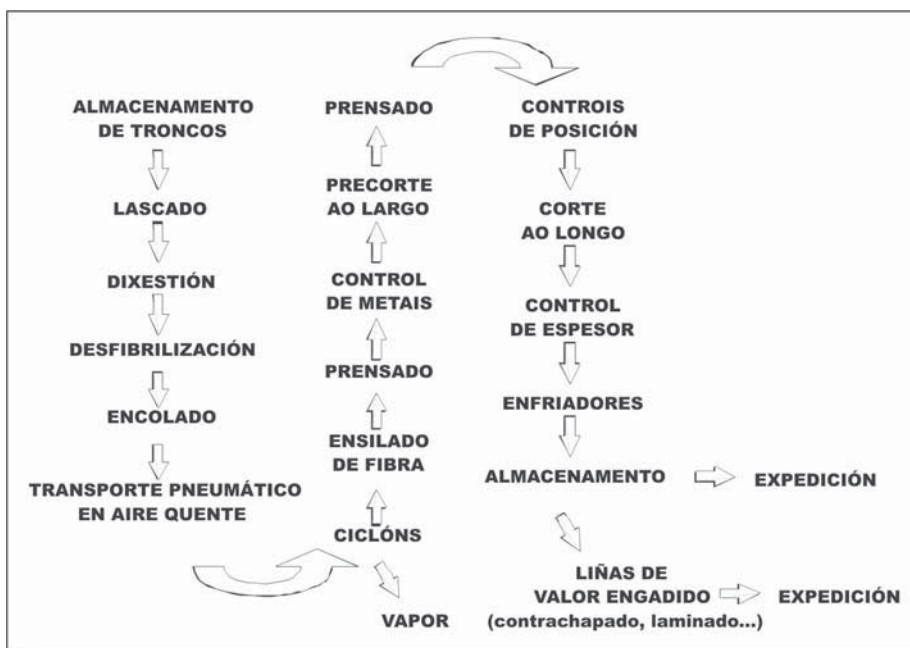 ALMACENAMENTO
DE TRONCOS
LASCADO
DIXESTIÓN
DESFIBRILIZACIÓN
ENCOLADO
TRANSPORTE PNEUMÁTICO
EN AIRE QUENTE
CICLÓNS
VAPOR
ENSILADO
DE FIBRA
PRENSADO
CONTROL
DE METAIS
PRECORTE
AO LARGO
PRENSADO
CONTROIS
DE POSICIÓN
CORTE
AO LONGO
CONTROL
DE ESPESOR
ENFRIADORES
ALMACENAMENTO
EXPEDICIÓN
LIÑAS DE
VALOR ENGADIDO
(contrachapado, laminado...)
EXPEDICIÓN